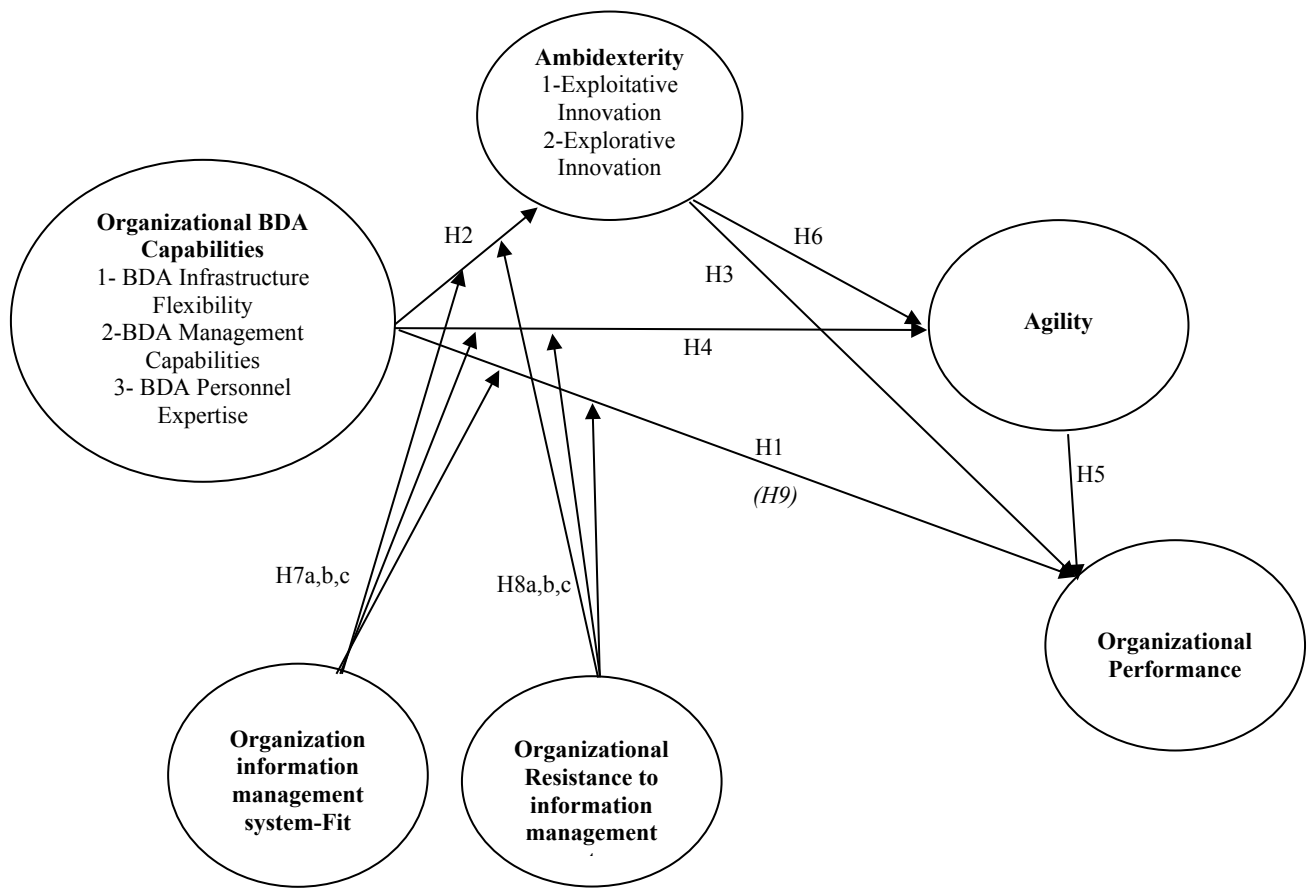 Ambidexterity
1-Exploitative
Innovation
2-Explorative
Innovation
Organizational BDA
Capabilities
1- BDA Infrastructure
Flexibility
2-BDA Management
Capabilities
3- BDA Personnel
Expertise
H2
H6
H3
H4
Agility
H1
(H9)
H5
H7a,b,c
H8a,b,c
Organizational
Performance
Organization
information
management
system-Fit
Organizational
Resistance to
information
management